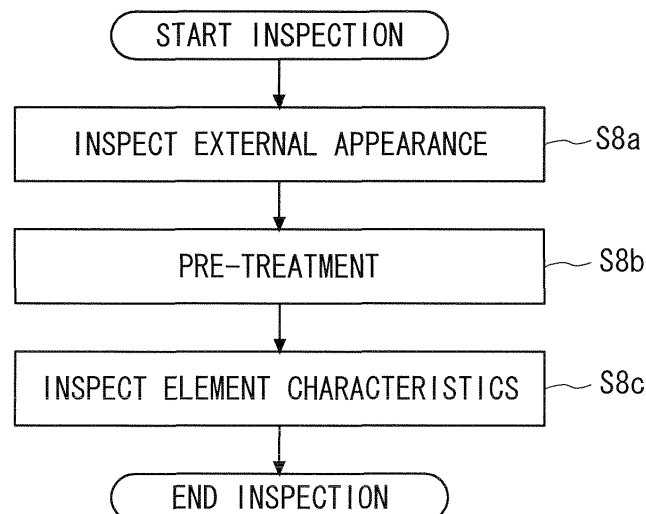 START INSPECTION
INSPECT EXTERNAL APPEARANCE
S8a
PRE-TREATMENT
S8b
INSPECT ELEMENT CHARACTERISTICS
S8c
END INSPECTION